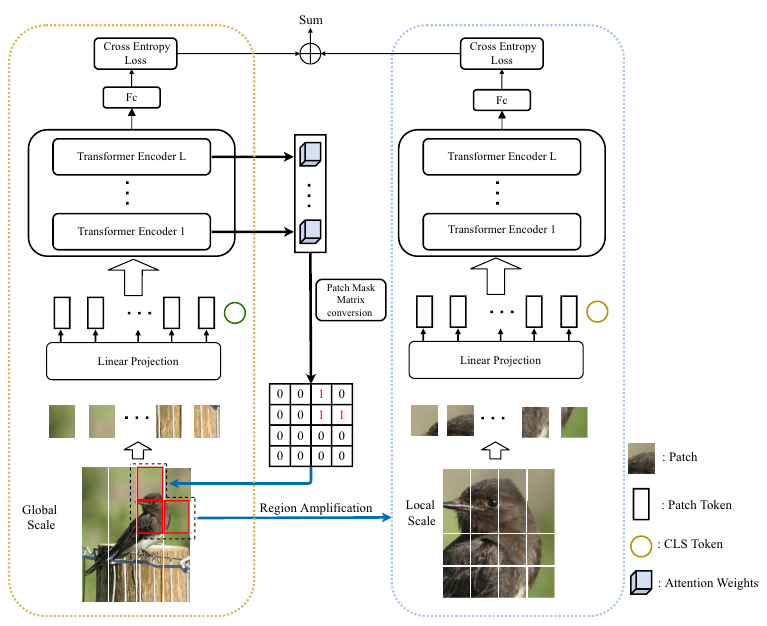 Sum
Cross Entropy
Loss
Cross Entropy
Loss
Fc
Fc
Transformer Encoder L
Transformer Encoder L
Transformer Encoder 1
Transformer Encoder 1
Patch Mask
Matrix
conversion
Linear Projection
Linear Projection
0 0 1 0
0 0 1 1
0 0 0 0
0 0 0 0
Global
Scale
Region Amplification
Local
Scale
: Patch
: Patch Token
: CLS Token
: Attention Weights